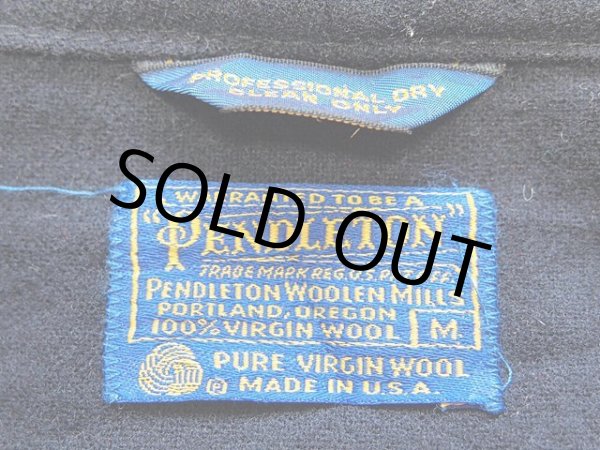 PROFESSIONAL DRY
CLEAN ONLY
SOLD OUT
WARRANTED TO BE A
"PENDLETON"
TRADE MARK REG. U.S. PAT. OFF.
PENDLETON WOOLEN MILLS
PORTLAND, OREGON
100% VIRGIN WOOL M
PURE VIRGIN WOOL
® MADE IN U.S.A.